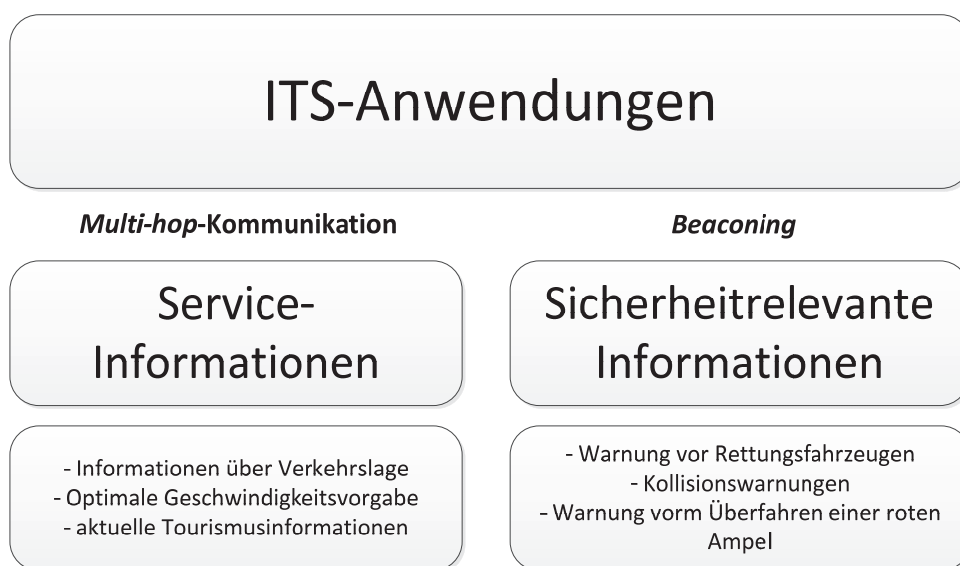 ITS-Anwendungen
Multi-hop-Kommunikation
Beaconing
Service-
Informationen
Sicherheitrelevante
Informationen
- Informationen über Verkehrslage
- Optimale Geschwindigkeitsvorgabe
- aktuelle Tourismusinformationen
- Warnung vor Rettungsfahrzeugen
- Kollisionswarnungen
- Warnung vorm Überfahren einer roten
Ampel